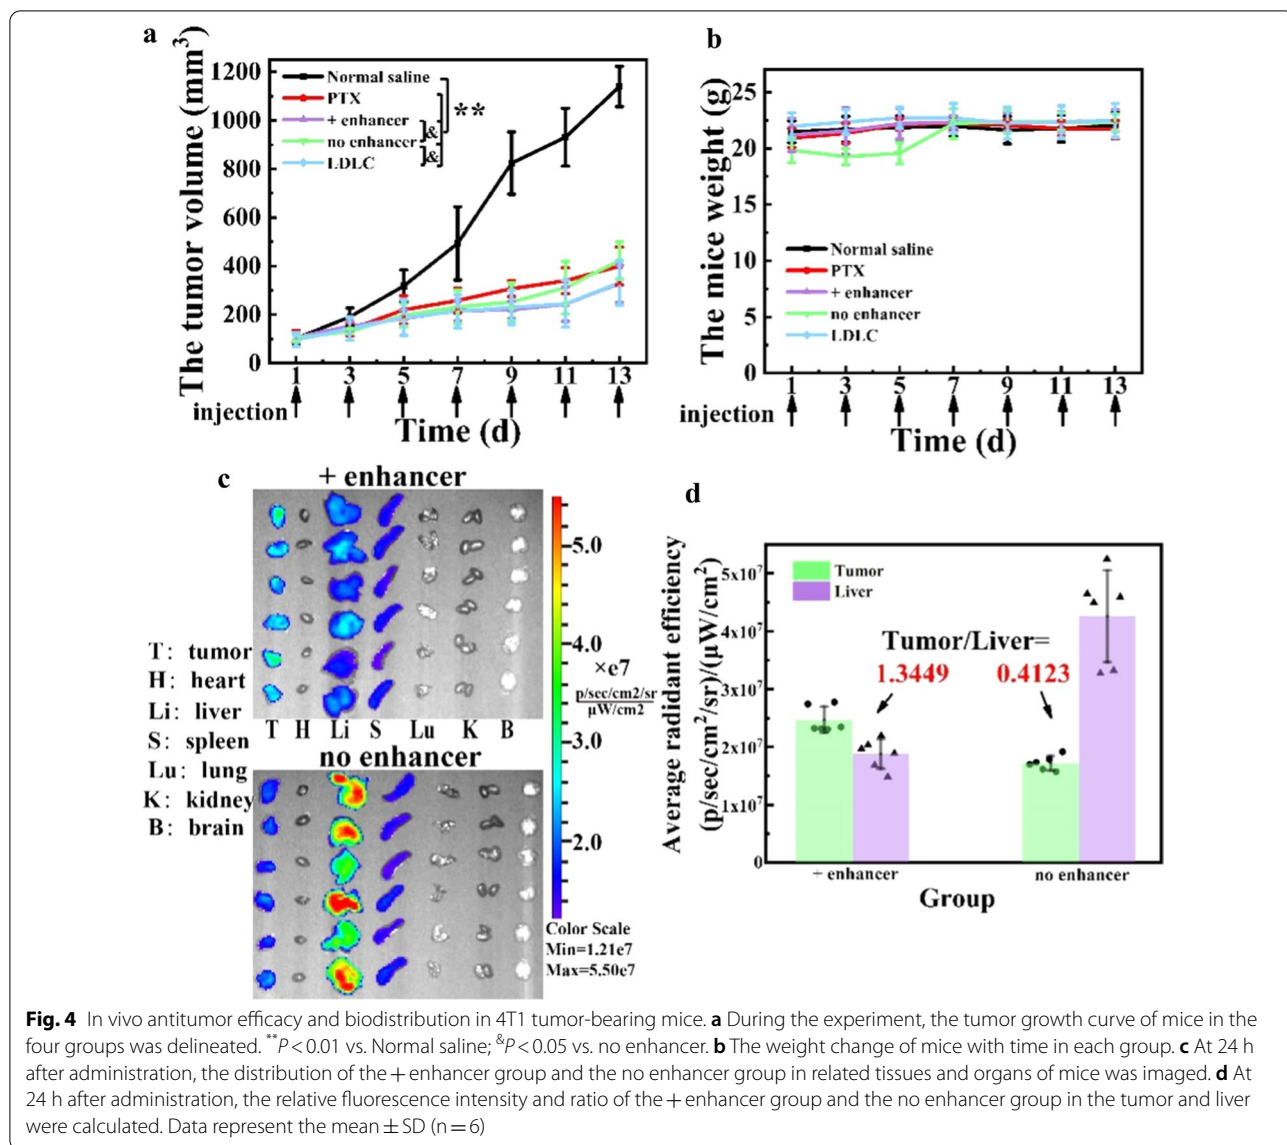 a
The tumor volume (mm³)
1200
1000
800
600
400
200
0
Normal saline
PTX
+ enhancer
no enhancer
LDLC
**
&
&
1 3 5 7 9 11 13
injection
Time (d)
b
The mice weight (g)
25
20
15
10
5
0
Normal saline
PTX
+ enhancer
no enhancer
LDLC
1 3 5 7 9 11 13
injection
Time (d)
c
+ enhancer
T: tumor
H: heart
Li: liver
S: spleen
Lu: lung
K: kidney
B: brain
T H Li S Lu K B
no enhancer
5.0
4.0
×e7
p/sec/cm2/sr
μW/cm2
3.0
2.0
Color Scale
Min=1.21e7
Max=5.50e7
d
Average radidant efficiency
(p/sec/cm²/sr)/(μW/cm²)
5x10⁷
4x10⁷
3x10⁷
2x10⁷
1x10⁷
0
Tumor
Liver
Tumor/Liver=
1.3449 0.4123
+ enhancer no enhancer
Group
Fig. 4 In vivo antitumor efficacy and biodistribution in 4T1 tumor-bearing mice. a During the experiment, the tumor growth curve of mice in the
four groups was delineated. **P < 0.01 vs. Normal saline; &P < 0.05 vs. no enhancer. b The weight change of mice with time in each group. c At 24 h
after administration, the distribution of the + enhancer group and the no enhancer group in related tissues and organs of mice was imaged. d At
24 h after administration, the relative fluorescence intensity and ratio of the + enhancer group and the no enhancer group in the tumor and liver
were calculated. Data represent the mean ± SD (n = 6)